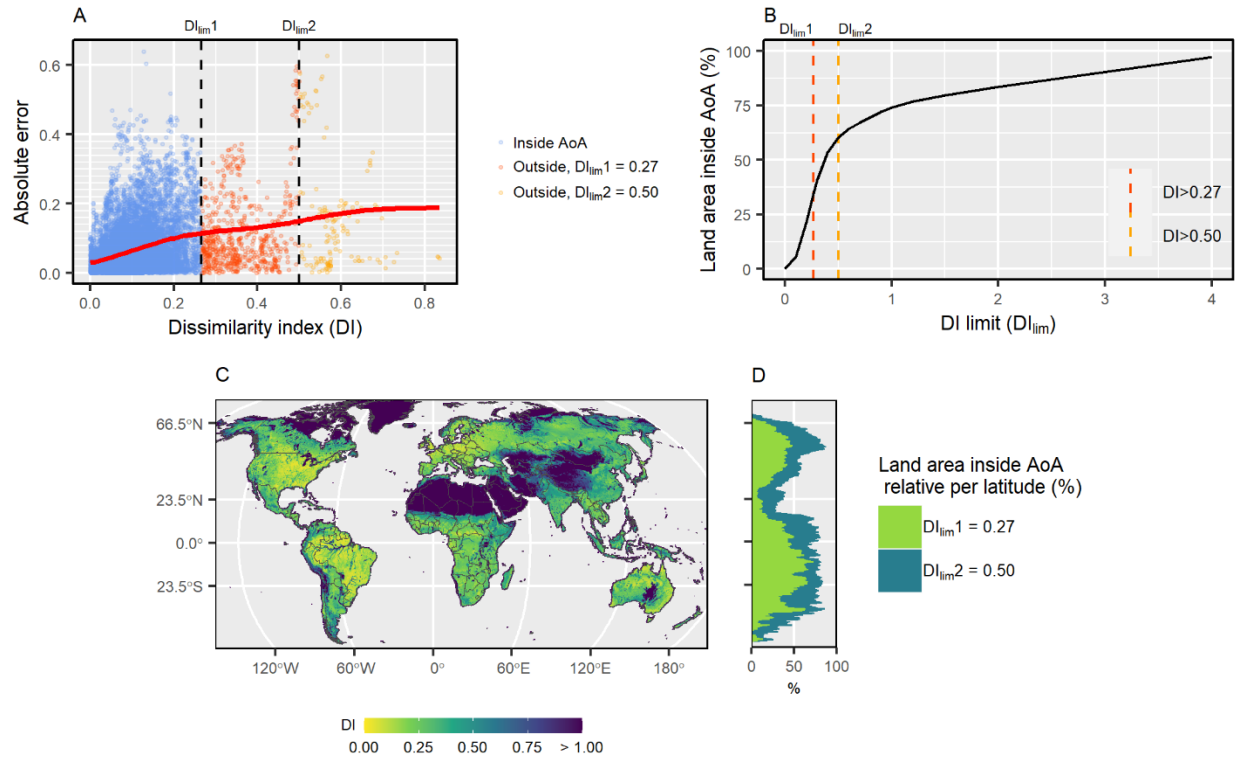 A
DIlim1
DIlim2
Absolute error
0.6
0.4
0.2
0.0
0.0
0.2
0.4
0.6
0.8
Dissimilarity index (DI)
Inside AoA
Outside, DIlim1 = 0.27
Outside, DIlim2 = 0.50
B
DIlim1
DIlim2
Land area inside AoA (%)
100
75
50
25
0
0
1
2
3
4
DI limit (DIlim)
DI>0.27
DI>0.50
C
66.5°N
23.5°N
0.0°
23.5°S
120°W
60°W
0°
60°E
120°E
180°
DI
0.00
0.25
0.50
0.75
> 1.00
D
0
50
100
%
Land area inside AoA
relative per latitude (%)
DIlim1 = 0.27
DIlim2 = 0.50